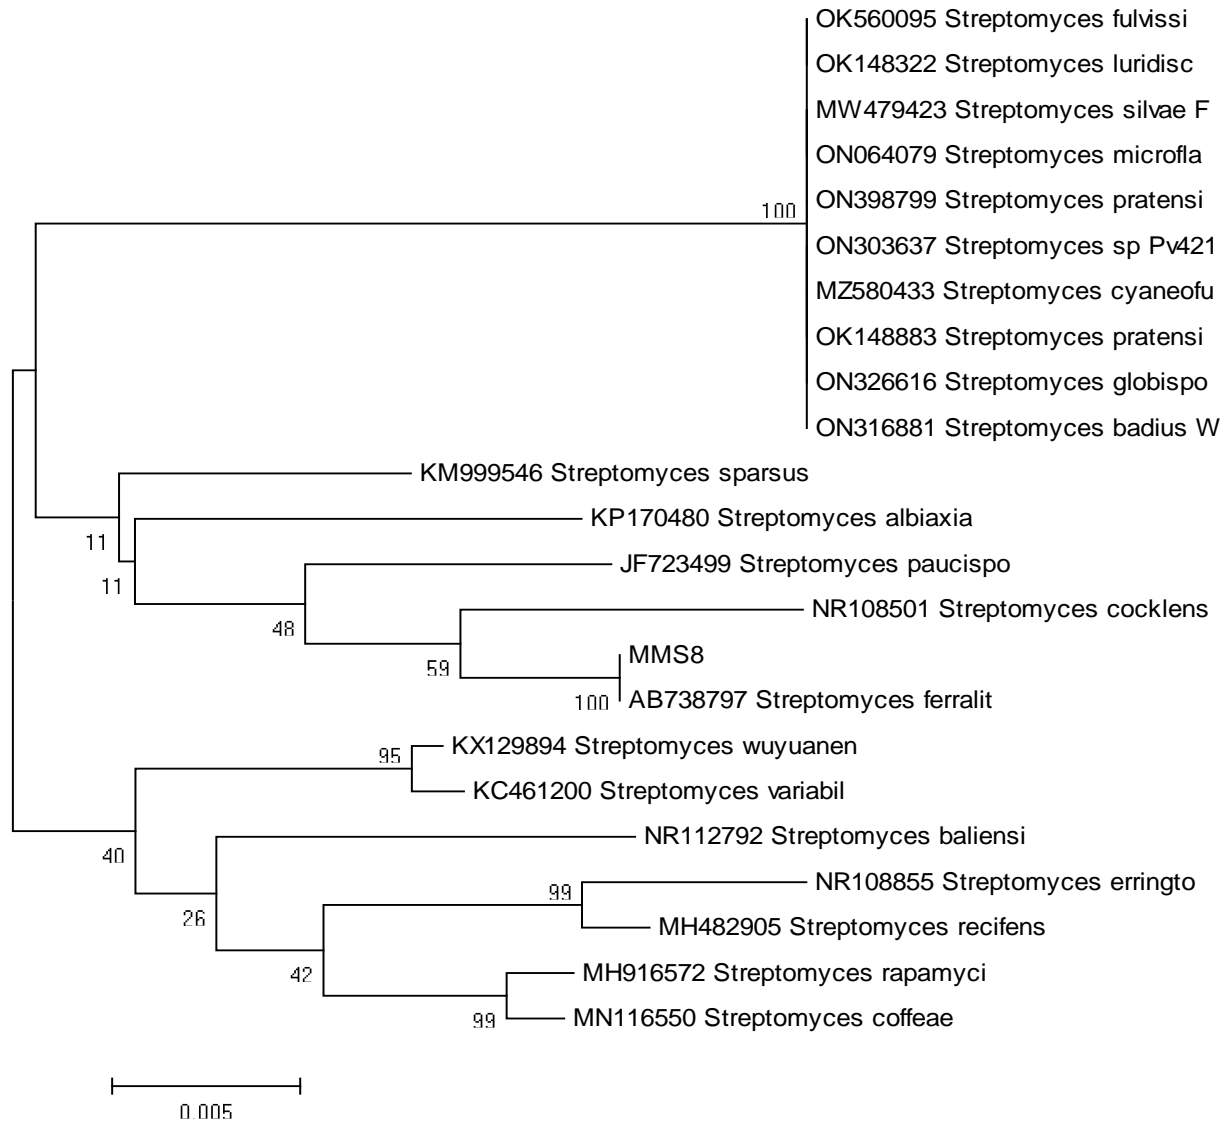 OK560095 Streptomyces fulvissi
OK148322 Streptomyces luridisc
MW479423 Streptomyces silvae F
ON064079 Streptomyces microfla
ON398799 Streptomyces pratensi
100
ON303637 Streptomyces sp Pv421
MZ580433 Streptomyces cyaneofu
OK148883 Streptomyces pratensi
ON326616 Streptomyces globispo
ON316881 Streptomyces badius W
KM999546 Streptomyces sparsus
KP170480 Streptomyces albiaxia
11
JF723499 Streptomyces paucispo
11
NR108501 Streptomyces cocklens
48
MMS8
59
AB738797 Streptomyces ferralit
100
KX129894 Streptomyces wuyuanen
95
KC461200 Streptomyces variabil
NR112792 Streptomyces baliensi
40
NR108855 Streptomyces erringto
99
26
MH482905 Streptomyces recifens
MH916572 Streptomyces rapamyci
42
MN116550 Streptomyces coffeae
99
0.005